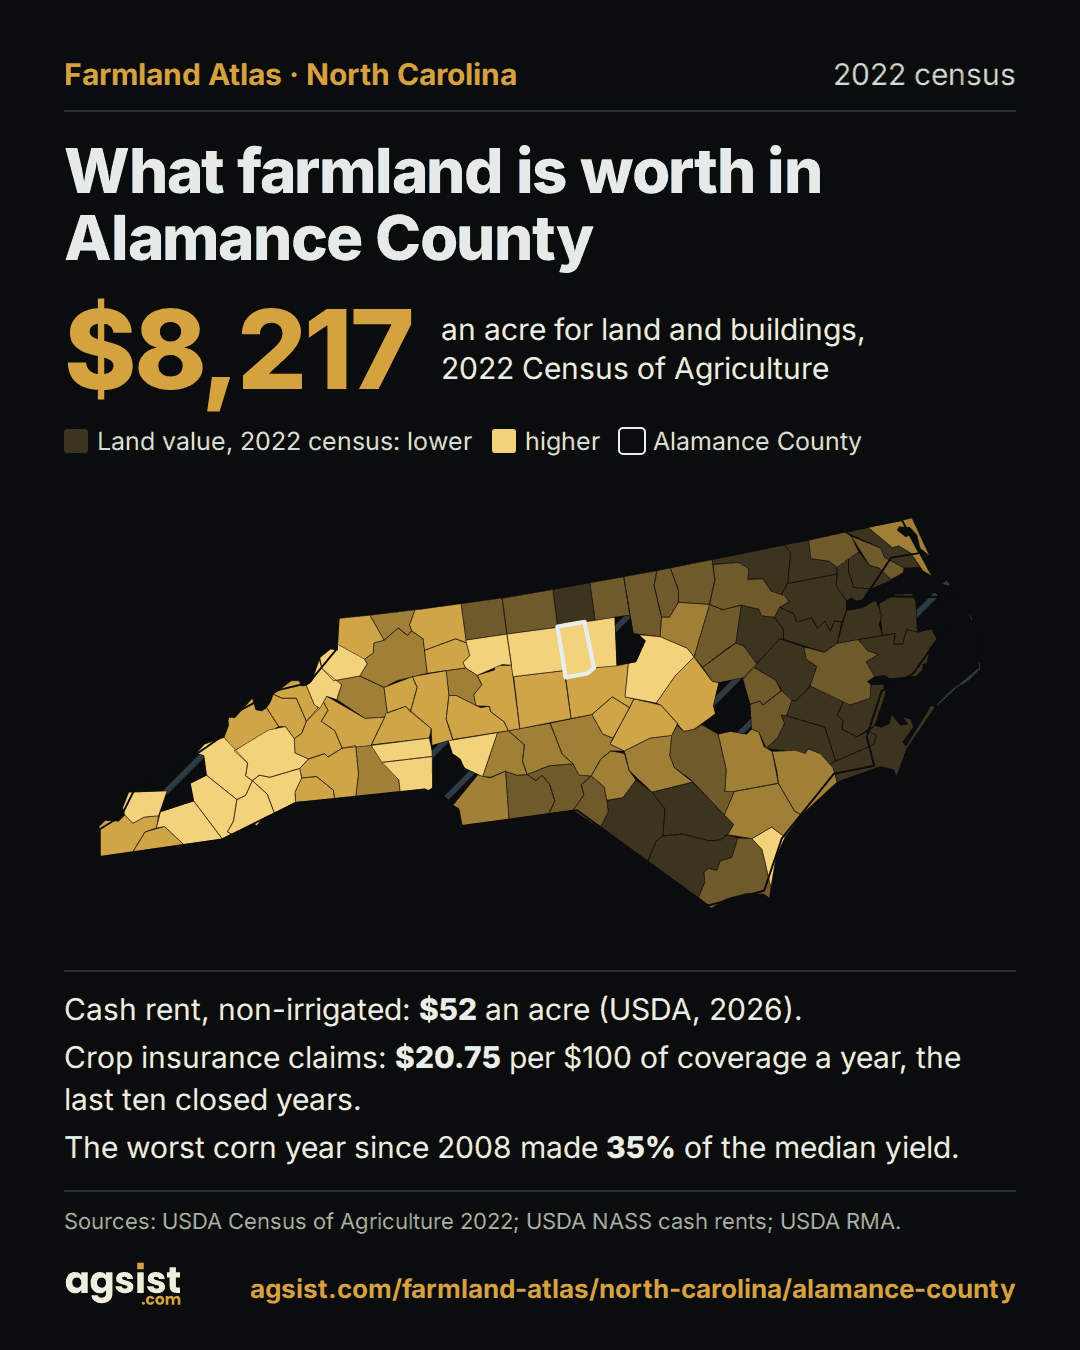 Farmland Atlas · North Carolina
2022 census
What farmland is worth in
Alamance County
$8,217
an acre for land and buildings,
2022 Census of Agriculture
Land value, 2022 census: lower
higher
Alamance County
Cash rent, non-irrigated: $52 an acre (USDA, 2026).
Crop insurance claims: $20.75 per $100 of coverage a year, the
last ten closed years.
The worst corn year since 2008 made 35% of the median yield.
Sources: USDA Census of Agriculture 2022; USDA NASS cash rents; USDA RMA.
agsist
.com
agsist.com/farmland-atlas/north-carolina/alamance-county